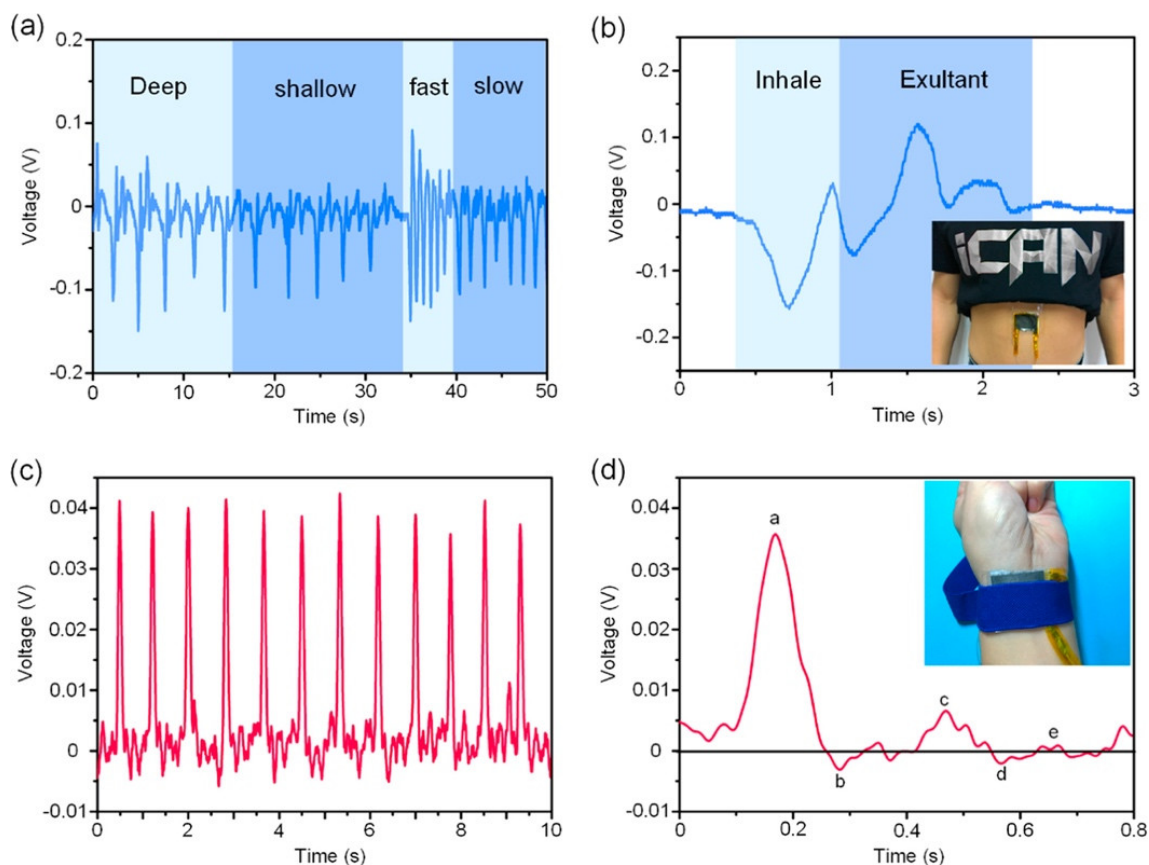 (a)
0.2
0.1
0
-0.1
-0.2
Voltage (V)
Deep
shallow
fast
slow
0 10 20 30 40 50
Time (s)
(b)
0.2
0.1
0
-0.1
-0.2
Voltage (V)
Inhale
Exultant
iCAN
0 1 2 3
Time (s)
(c)
0.04
0.03
0.02
0.01
0
-0.01
Voltage (V)
0 2 4 6 8 10
Time (s)
(d)
0.04
0.03
0.02
0.01
0
-0.01
Voltage (V)
a
b
c
d
e
0 0.2 0.4 0.6 0.8
Time (s)